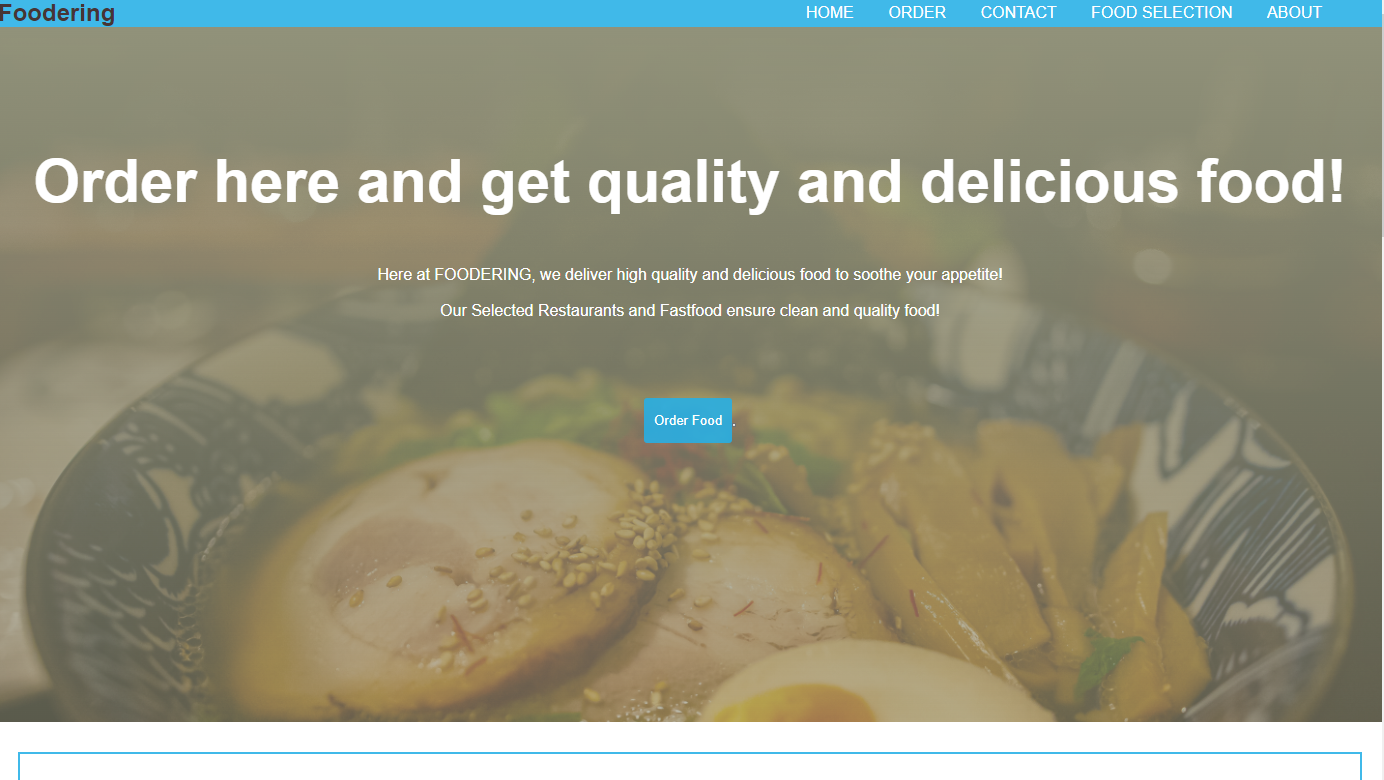 Foodering
HOME ORDER CONTACT FOOD SELECTION ABOUT
Order here and get quality and delicious food!
Here at FOODERING, we deliver high quality and delicious food to soothe your appetite!
Our Selected Restaurants and Fastfood ensure clean and quality food!
Order Food .